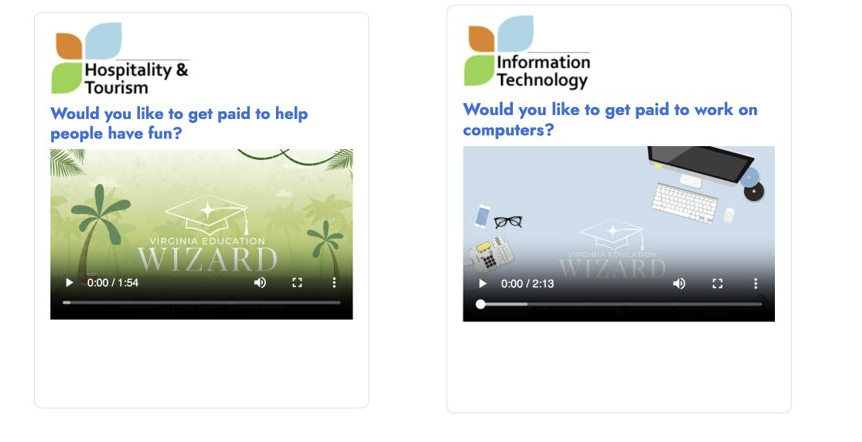 Hospitality &
Tourism
Would you like to get paid to help
people have fun?
VIRGINIA EDUCATION
WIZARD
0:00 / 1:54
Information
Technology
Would you like to get paid to work on
computers?
VIRGINIA EDUCATION
WIZARD
0:00 / 2:13